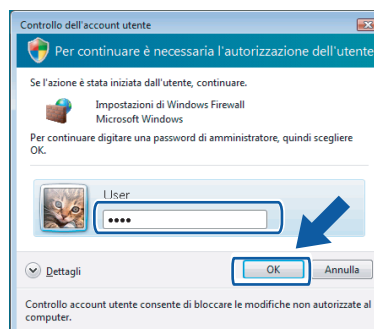 Controllo dell'account utente
Per continuare è necessaria l'autorizzazione dell'utente
Se l'azione è stata iniziata dall'utente, continuare.
Impostazioni di Windows Firewall
Microsoft Windows
Per continuare digitare una password di amministratore, quindi scegliere
OK.
User
••••
Dettagli
OK
Annulla
Controllo account utente consente di bloccare le modifiche non autorizzate al
computer.